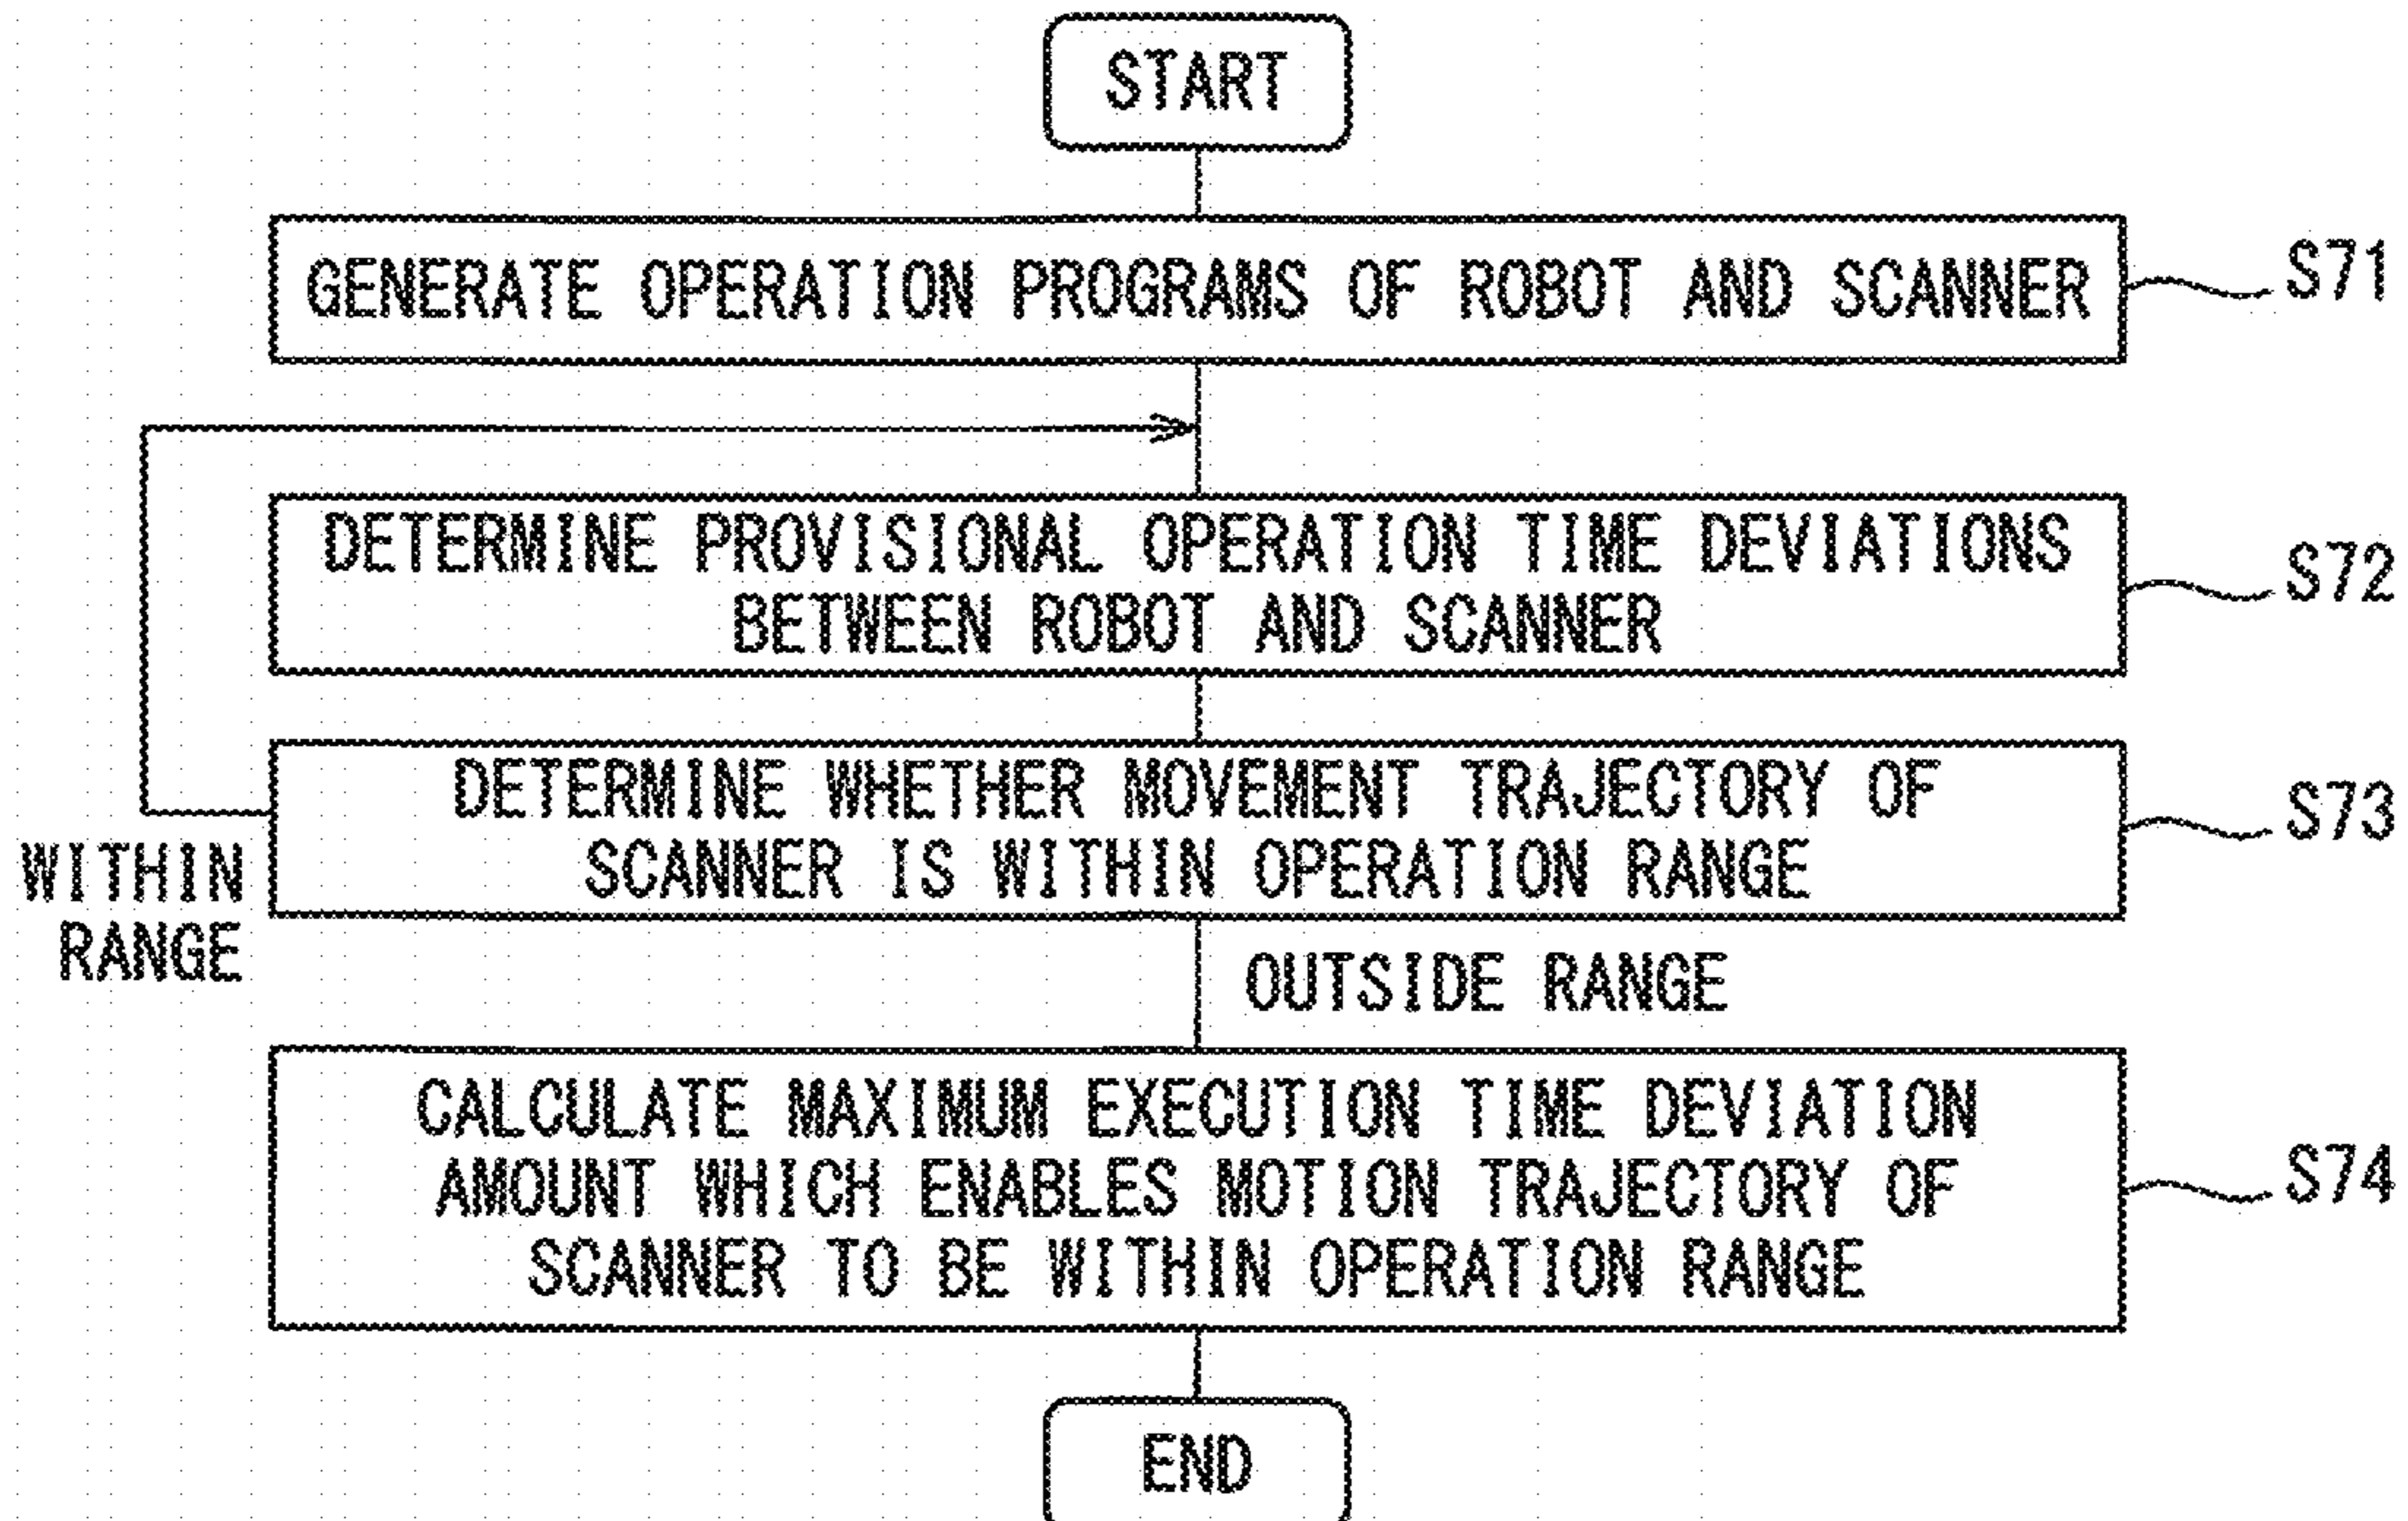 START
GENERATE OPERATION PROGRAMS OF ROBOT AND SCANNER
S71
DETERMINE PROVISIONAL OPERATION TIME DEVIATIONS
BETWEEN ROBOT AND SCANNER
S72
DETERMINE WHETHER MOVEMENT TRAJECTORY OF
SCANNER IS WITHIN OPERATION RANGE
S73
WITHIN
RANGE
OUTSIDE RANGE
CALCULATE MAXIMUM EXECUTION TIME DEVIATION
AMOUNT WHICH ENABLES MOTION TRAJECTORY OF
SCANNER TO BE WITHIN OPERATION RANGE
S74
END